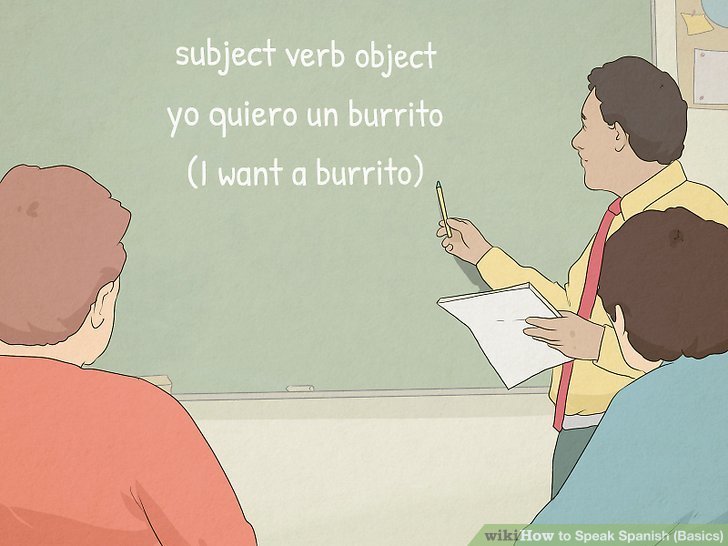 subject verb object
yo quiero un burrito
(I want a burrito)
wikiHow to Speak Spanish (Basics)